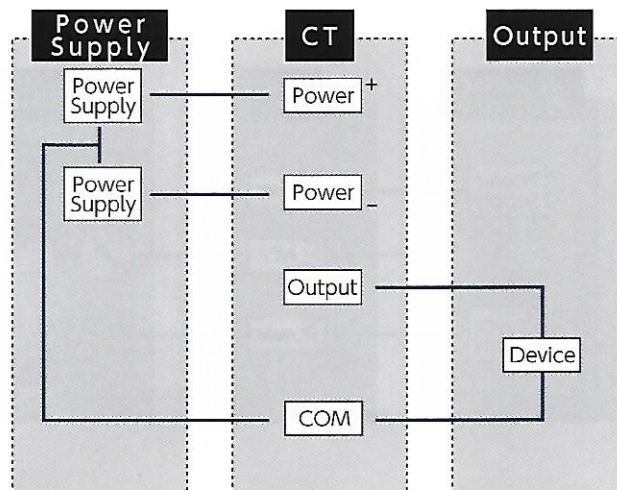 Power
Supply
CT
Output
Power
Supply
Power +
Power
Supply
Power -
Output
Device
COM